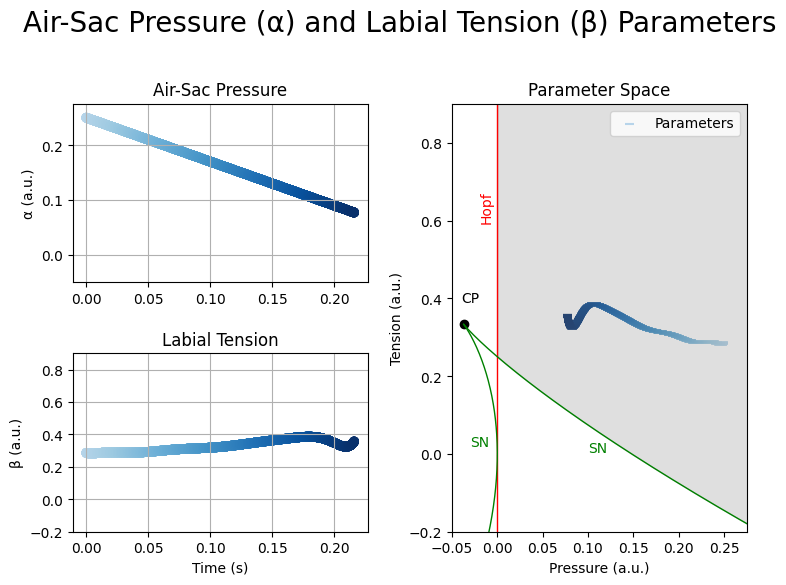 Air-Sac Pressure (α) and Labial Tension (β) Parameters
Air-Sac Pressure
α (a.u.)
0.2
0.1
0.0
0.00 0.05 0.10 0.15 0.20
Labial Tension
β (a.u.)
0.8
0.6
0.4
0.2
0.0
−0.2
0.00 0.05 0.10 0.15 0.20
Time (s)
Parameter Space
Parameters
Tension (a.u.)
0.8
0.6
0.4
0.2
0.0
−0.2
Hopf
CP
SN
SN
−0.05 0.00 0.05 0.10 0.15 0.20 0.25
Pressure (a.u.)